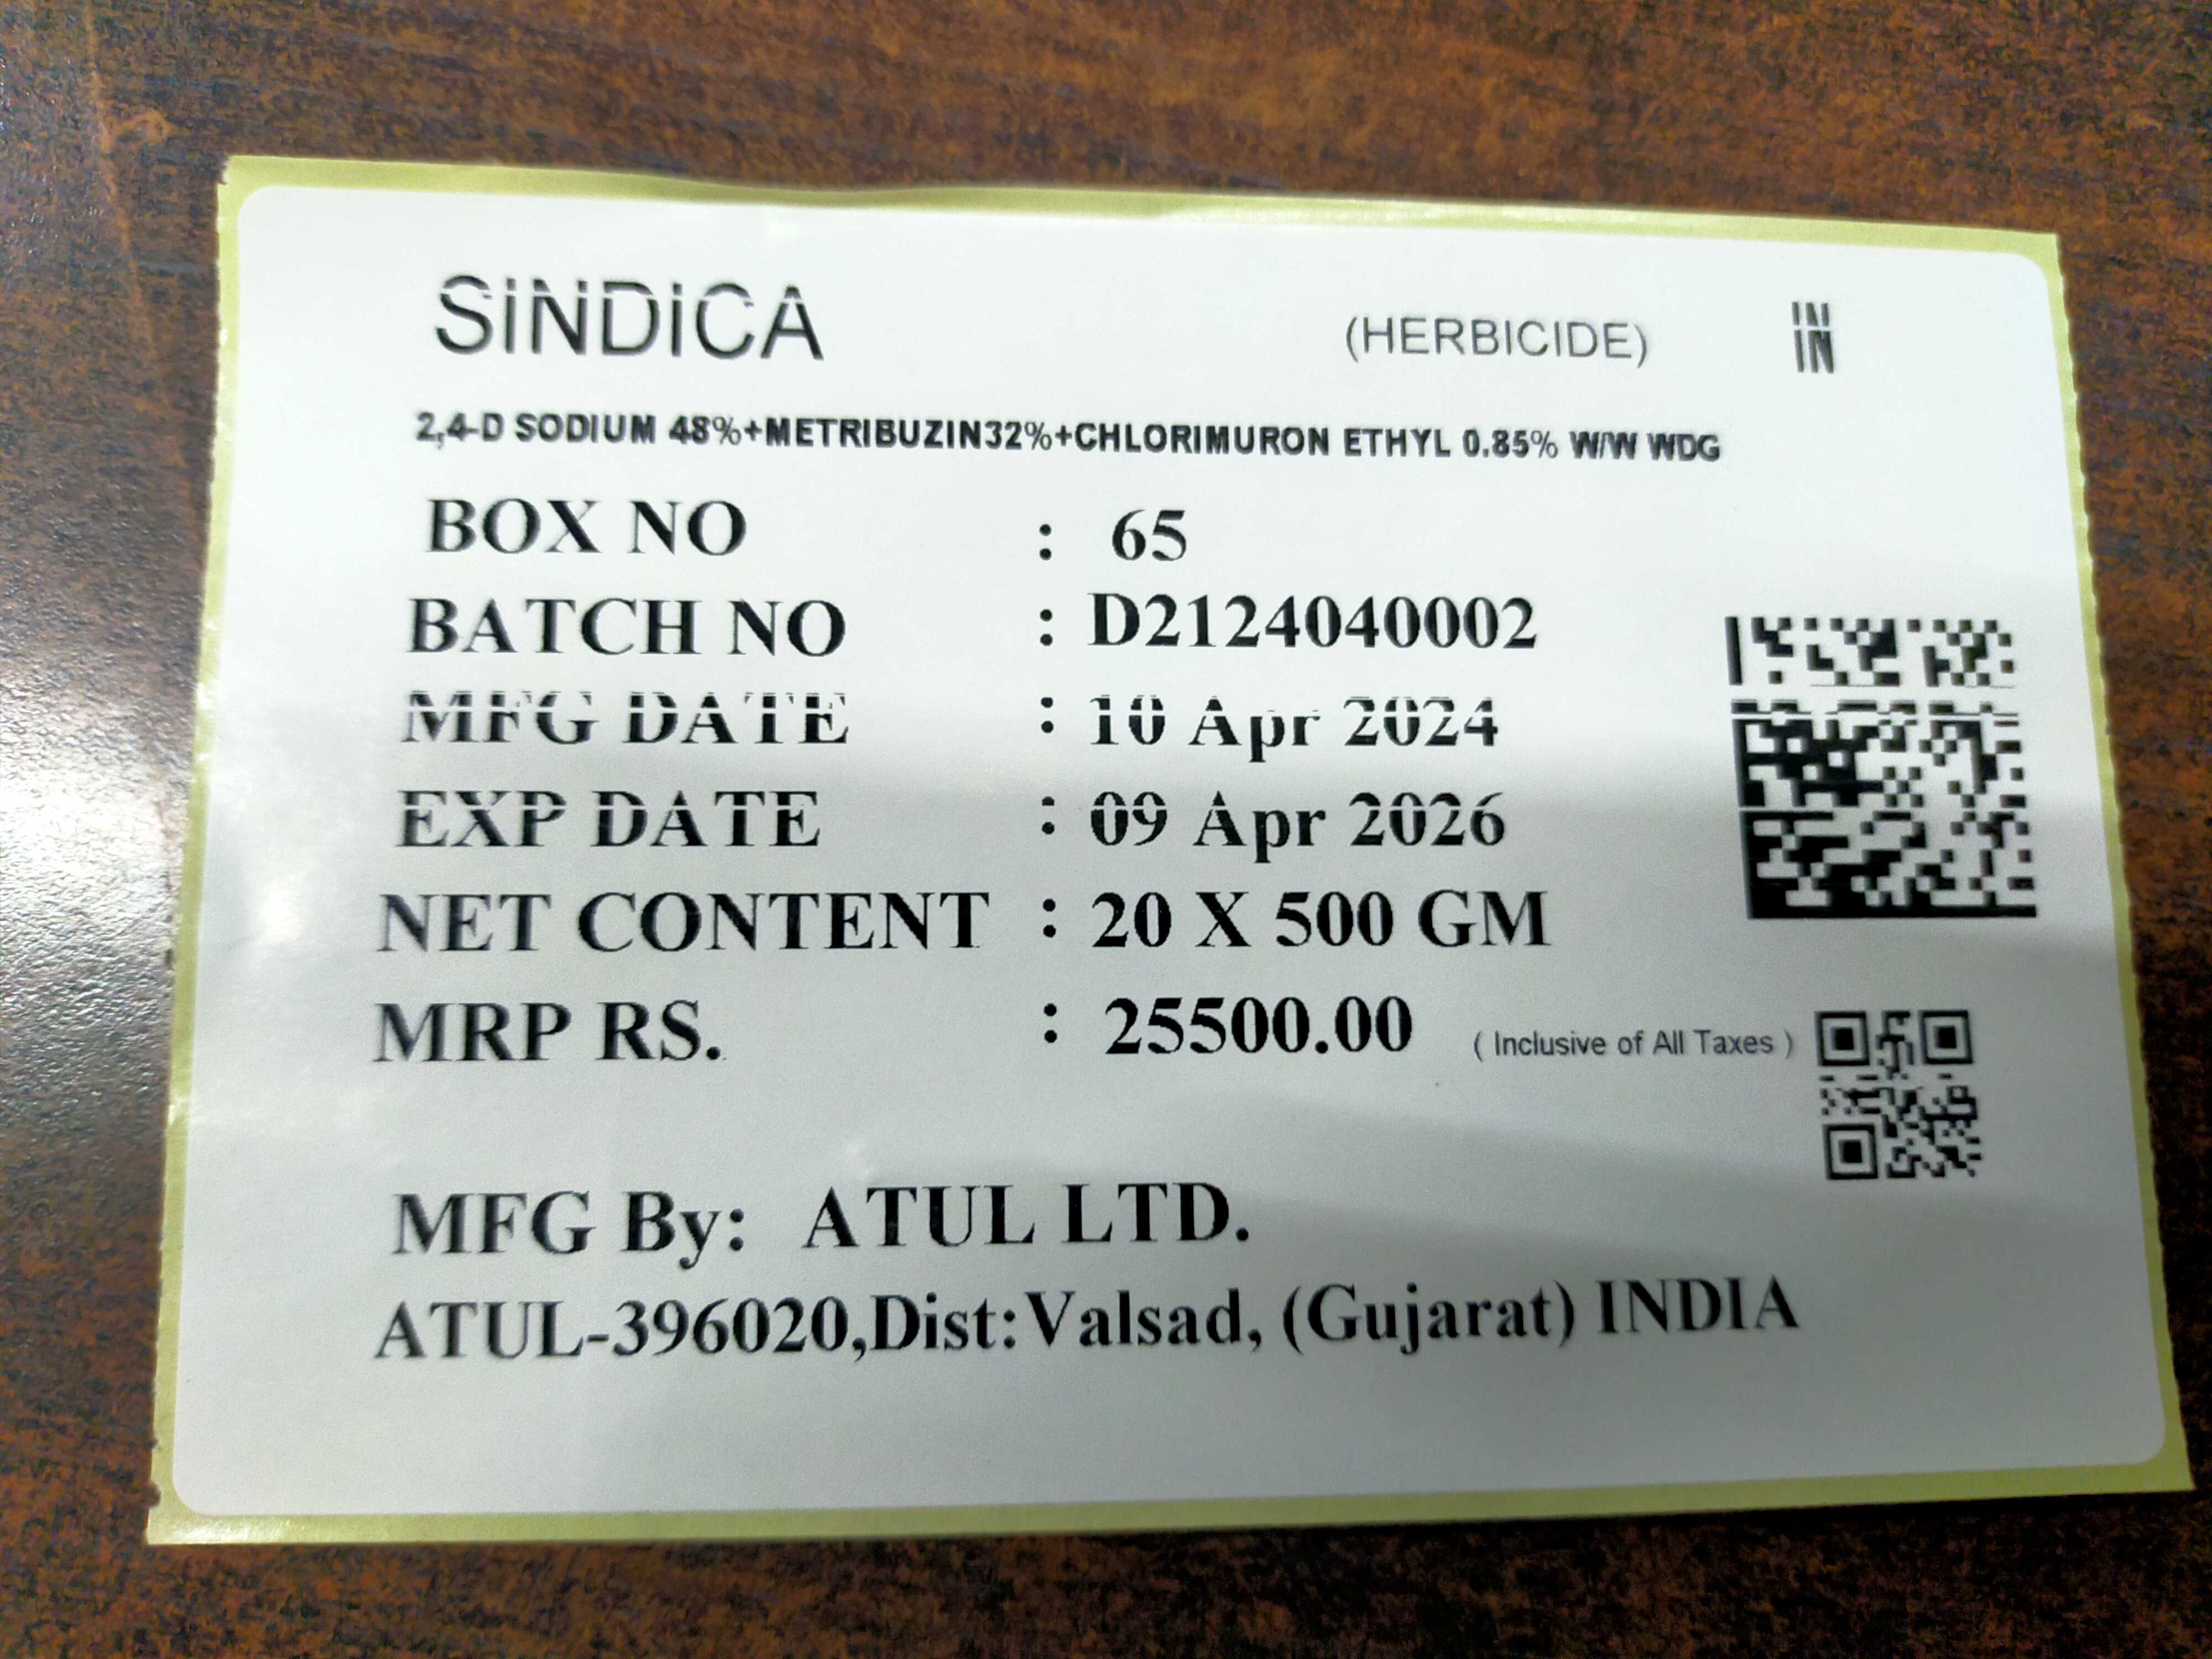 SiNDiCA (HERBICIDE) IN
IN
2,4-D SODIUM 48%+METRIBUZIN32%+CHLORIMURON ETHYL 0.85% W/W WDG
BOX NO : 65
BATCH NO : D2124040002
MFG DATE : 10 Apr 2024
EXP DATE : 09 Apr 2026
NET CONTENT : 20 X 500 GM
MRP RS. : 25500.00 ( Inclusive of All Taxes )
MFG By: ATUL LTD.
ATUL-396020,Dist:Valsad, (Gujarat) INDIA